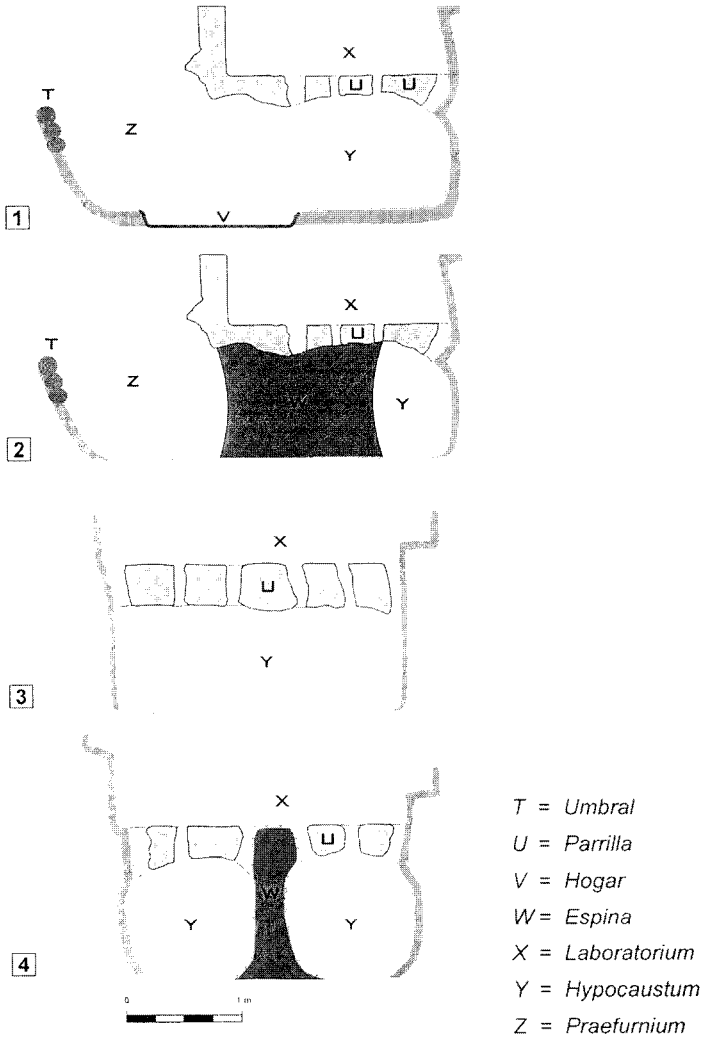 X
U U
T
Z
Y
V
1
X
U
T
Z
W
Y
2
X
U
Y
3
X
U
W
Y Y
4
0 1 m
T = Umbral
U = Parrilla
V = Hogar
W = Espina
X = Laboratorium
Y = Hypocaustum
Z = Praefurnium